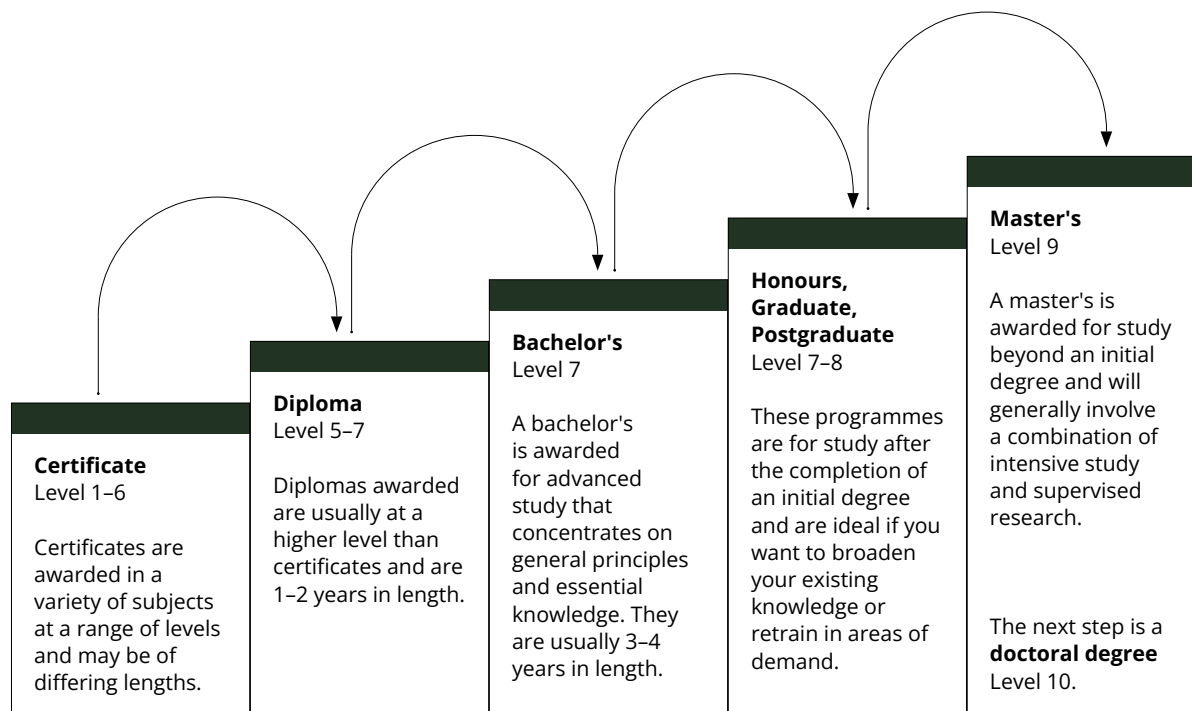 Certificate
Level 1–6
Certificates are
awarded in a
variety of subjects
at a range of levels
and may be of
differing lengths.
Diploma
Level 5–7
Diplomas awarded
are usually at a
higher level than
certificates and are
1–2 years in length.
Bachelor's
Level 7
A bachelor's
is awarded
for advanced
study that
concentrates on
general principles
and essential
knowledge. They
are usually 3–4
years in length.
Honours,
Graduate,
Postgraduate
Level 7–8
These programmes
are for study after
the completion of
an initial degree
and are ideal if you
want to broaden
your existing
knowledge or
retrain in areas of
demand.
Master's
Level 9
A master's is
awarded for study
beyond an initial
degree and will
generally involve
a combination of
intensive study
and supervised
research.
The next step is a
doctoral degree
Level 10.